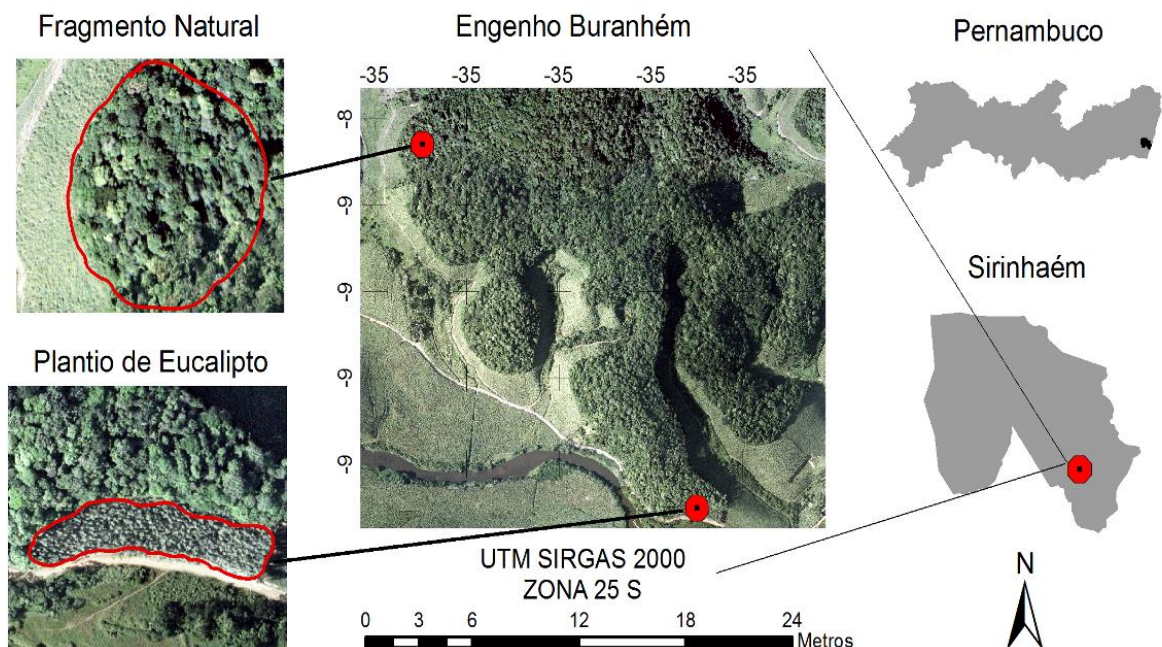 Fragmento Natural
Engenho Buranhém
Pernambuco
-35 -35 -35 -35 -35
-8
-9
-9
-9
-9
Sirinhaém
Plantio de Eucalipto
UTM SIRGAS 2000
ZONA 25 S
0 3 6 12 18 24
Metros
N